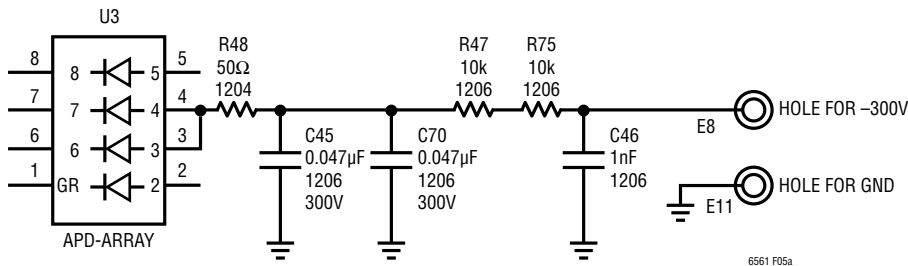 U3
8
8
5
5
7
7
4
4
6
6
3
3
1
GR
2
2
APD-ARRAY
R48
50Ω
1204
C45
0.047µF
1206
300V
C70
0.047µF
1206
300V
R47
10k
1206
R75
10k
1206
C46
1nF
1206
E8
HOLE FOR –300V
E11
HOLE FOR GND
6561 F05a